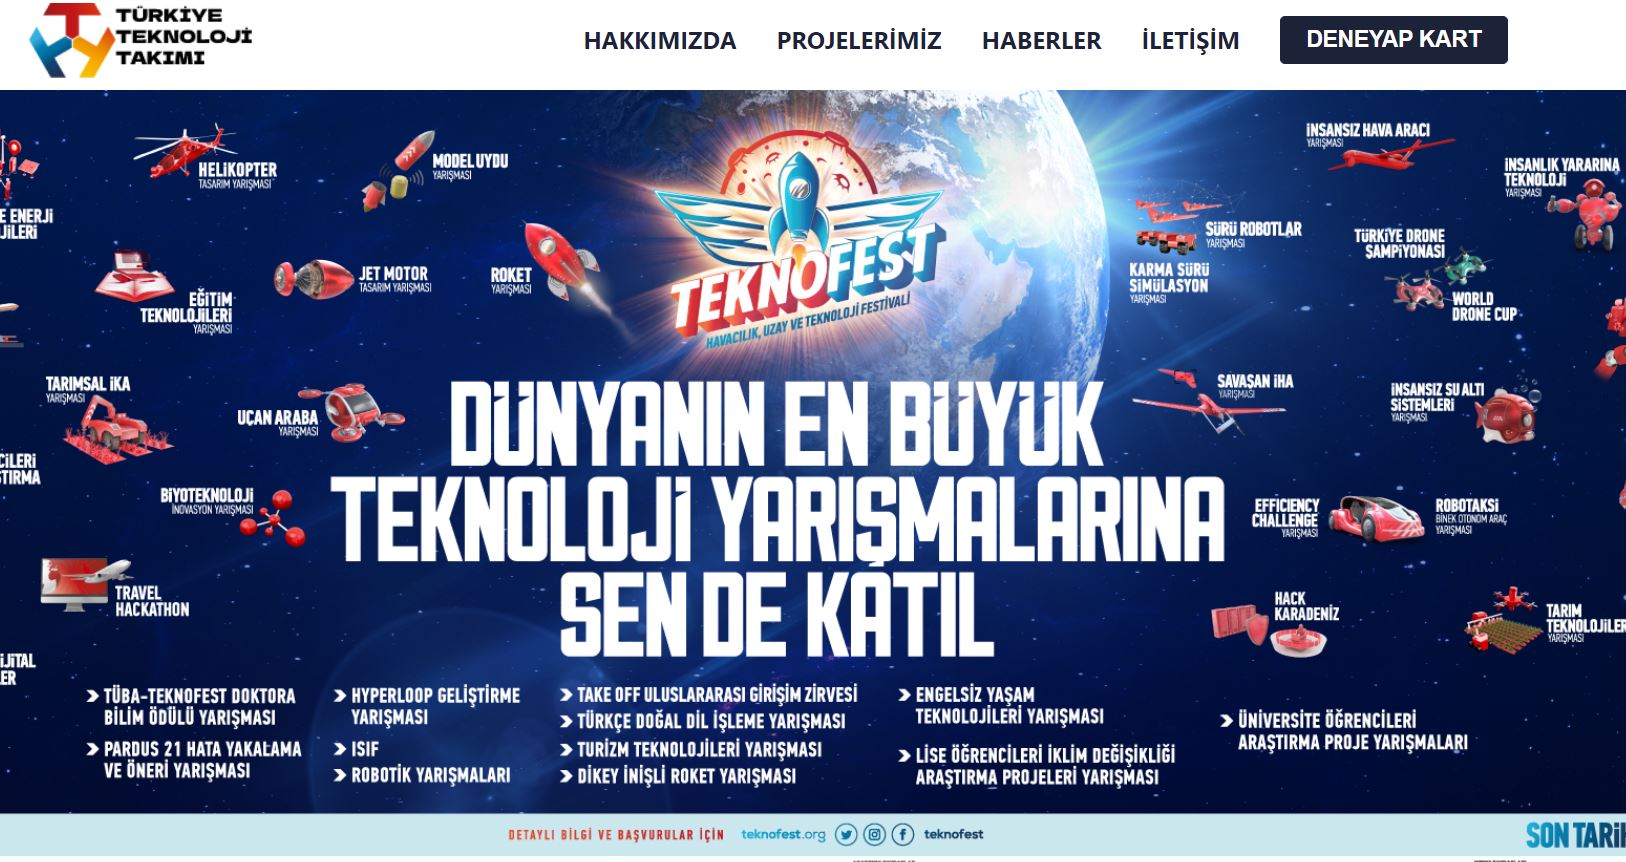 TÜRKİYE
TEKNOLOJİ
TAKIMI
HAKKIMIZDA
PROJELERİMİZ
HABERLER
İLETİŞİM
DENEYAP KART
HELİKOPTER
TASARIM YARIŞMASI
MODEL UYDU
YARIŞMASI
İNSANSIZ HAVA ARACI
YARIŞMASI
İNSANLIK YARARINA
TEKNOLOJİ
YARIŞMASI
E ENERJİ
JİLERİ
EĞİTİM
TEKNOLOJİLERİ
YARIŞMASI
JET MOTOR
TASARIM YARIŞMASI
ROKET
YARIŞMASI
TEKNOFEST
HAVACILIK, UZAY VE TEKNOLOJİ FESTİVALİ
SÜRÜ ROBOTLAR
YARIŞMASI
KARMA SÜRÜ
SİMÜLASYON
YARIŞMASI
TÜRKİYE DRONE
ŞAMPİYONASI
WORLD
DRONE CUP
TARIMSAL İKA
YARIŞMASI
UÇAN ARABA
YARIŞMASI
SAVAŞAN İHA
YARIŞMASI
İNSANSIZ SU ALTI
SİSTEMLERİ
YARIŞMASI
CİLERİ
ŞTIRMA
BİYOTEKNOLOJİ
İNOVASYON YARIŞMASI
EFFICIENCY
CHALLENGE
YARIŞMASI
ROBOTAKSİ
BİNEK OTONOM ARAÇ
YARIŞMASI
TRAVEL
HACKATHON
HACK
KARADENİZ
TARIM
TEKNOLOJİLER
YARIŞMASI
İJİTAL
ER
DÜNYANIN EN BÜYÜK
TEKNOLOJİ YARIŞMALARINA
SEN DE KATIL
TÜBA-TEKNOFEST DOKTORA
BİLİM ÖDÜLÜ YARIŞMASI
PARDUS 21 HATA YAKALAMA
VE ÖNERİ YARIŞMASI
HYPERLOOP GELİŞTİRME
YARIŞMASI
ISIF
ROBOTİK YARIŞMALARI
TAKE OFF ULUSLARARASI GİRİŞİM ZİRVESİ
TÜRKÇE DOĞAL DİL İŞLEME YARIŞMASI
TURİZM TEKNOLOJİLERİ YARIŞMASI
DİKEY İNİŞLİ ROKET YARIŞMASI
ENGELSİZ YAŞAM
TEKNOLOJİLERİ YARIŞMASI
LİSE ÖĞRENCİLERİ İKLİM DEĞİŞİKLİĞİ
ARAŞTIRMA PROJELERİ YARIŞMASI
ÜNİVERSİTE ÖĞRENCİLERİ
ARAŞTIRMA PROJE YARIŞMALARI
DETAYLI BİLGİ VE BAŞVURULAR İÇİN teknofest.org teknofest
SON TARİH